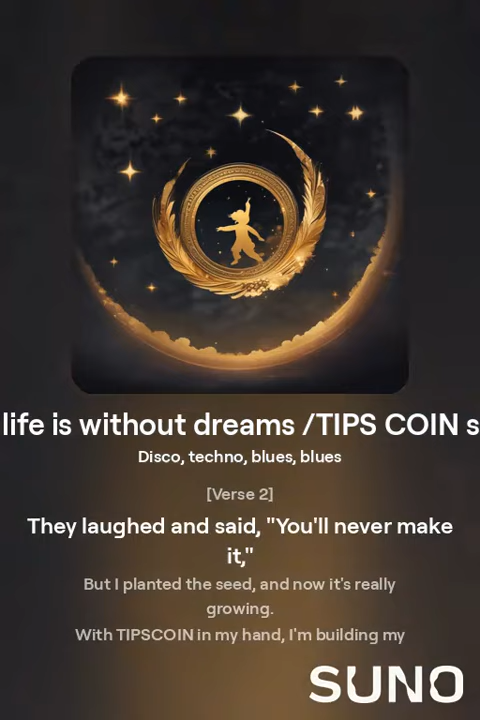 life is without dreams /TIPS COIN s
Disco, techno, blues, blues
[Verse 2]
They laughed and said, "You'll never make
it,"
But I planted the seed, and now it's really
growing.
With TIPSCOIN in my hand, I'm building my
SUNO